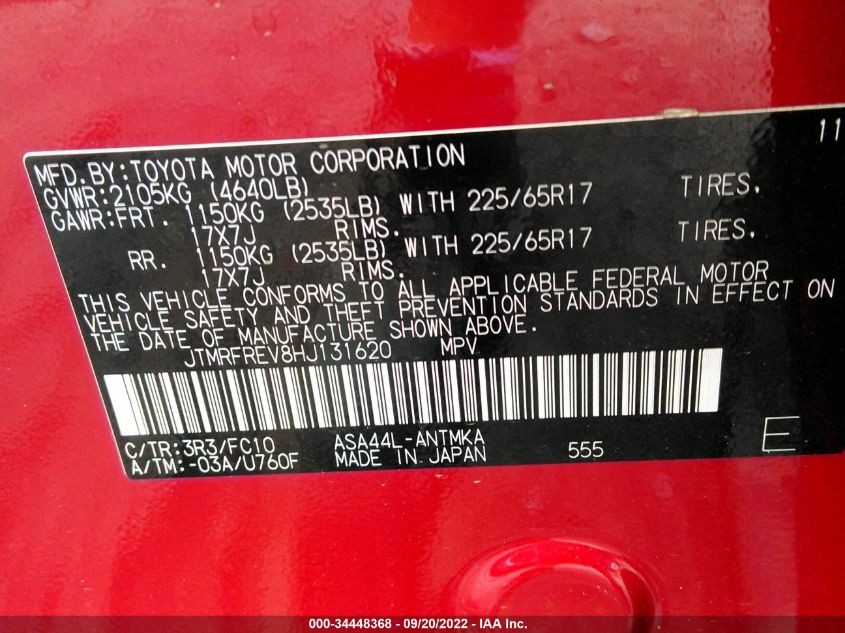 11
MFD.BY:TOYOTA MOTOR CORPORATION
GVWR:2105KG (4640LB)
GAWR:FRT. 1150KG (2535LB) WITH 225/65R17 TIRES,
17X7J RIMS.
RR. 1150KG (2535LB) WITH 225/65R17 TIRES,
17X7J RIMS.
THIS VEHICLE CONFORMS TO ALL APPLICABLE FEDERAL MOTOR
VEHICLE SAFETY AND THEFT PREVENTION STANDARDS IN EFFECT ON
THE DATE OF MANUFACTURE SHOWN ABOVE.
JTMRFREV8HJ131620 MPV
C/TR:3R3/FC10 ASA44L-ANTMKA
A/TM:-03A/U760F MADE IN JAPAN 555 E
000-34448368 - 09/20/2022 - IAA Inc.